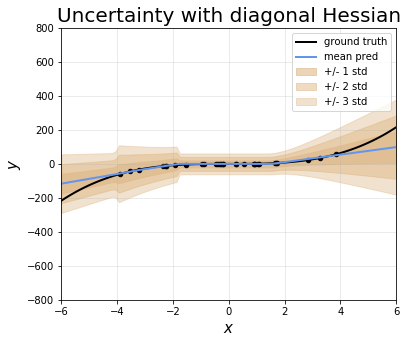 Uncertainty with diagonal Hessian
800
600
400
200
0
−200
−400
−600
−800
y
−6
−4
−2
0
2
4
6
x
ground truth
mean pred
+/- 1 std
+/- 2 std
+/- 3 std